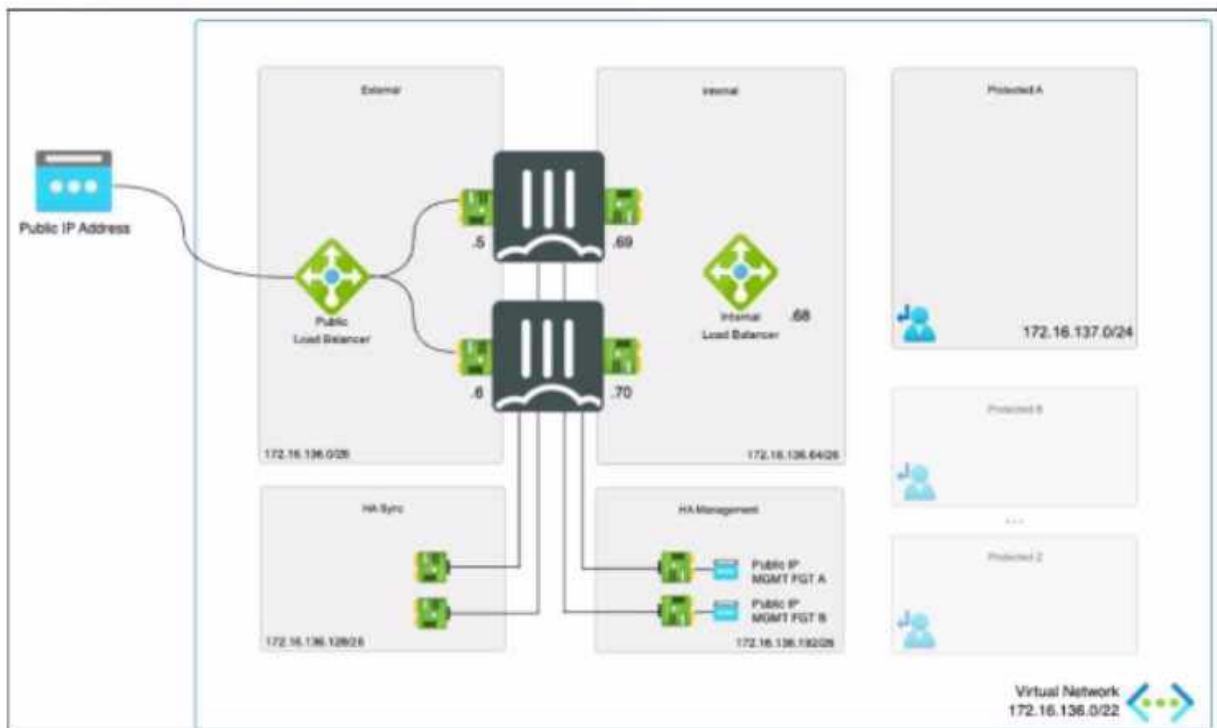 External
Internal
Protected A
Public IP Address
.5
.69
Public
Load Balancer
Internal
Load Balancer
.68
172.16.137.0/24
.6
.70
172.16.136.0/26
172.16.136.64/26
Protected B
...
HA Sync
HA Management
Protected Z
Public IP
MGMT FGT A
Public IP
MGMT FGT B
172.16.136.128/26
172.16.136.192/26
Virtual Network
172.16.136.0/22